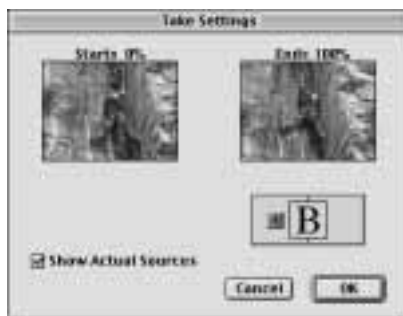 Take Settings
Start: 0% End: 100%
B
Show Actual Sources
Cancel OK